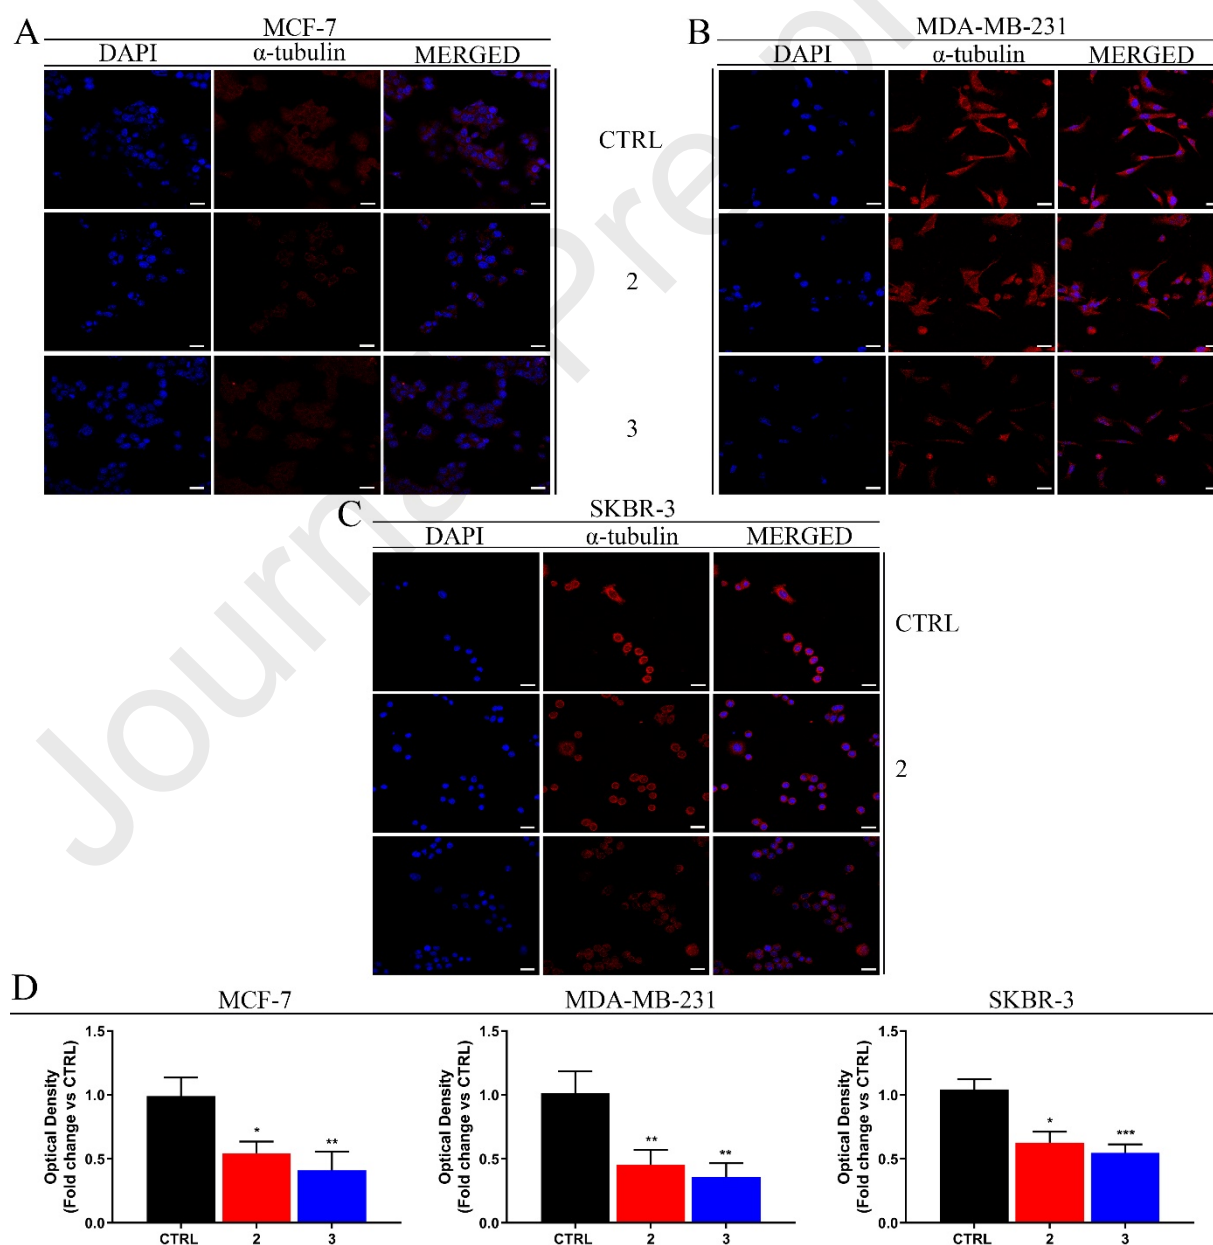 A
MCF-7
DAPI α-tubulin MERGED
B
MDA-MB-231
DAPI α-tubulin MERGED
CTRL
2
3
C
SKBR-3
DAPI α-tubulin MERGED
CTRL
2
D
MCF-7
Optical Density
(Fold change vs CTRL)
1.5
1.0
0.5
0.0
*
**
CTRL 2 3
MDA-MB-231
Optical Density
(Fold change vs CTRL)
1.5
1.0
0.5
0.0
**
**
CTRL 2 3
SKBR-3
Optical Density
(Fold change vs CTRL)
1.5
1.0
0.5
0.0
*
***
CTRL 2 3
Journal Pre-pr